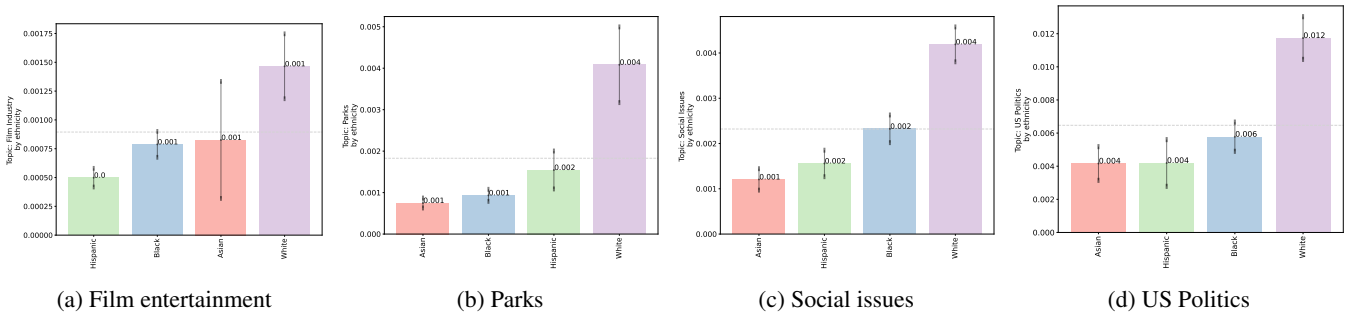 Topic: Film Industry
by ethnicity
0.00175
0.00150
0.00125
0.00100
0.00075
0.00050
0.00025
0.00000
0.0
0.001
0.001
0.001
Hispanic
Black
Asian
White
(a) Film entertainment
Topic: Parks
by ethnicity
0.005
0.004
0.003
0.002
0.001
0.000
0.001
0.001
0.002
0.004
Asian
Black
Hispanic
White
(b) Parks
Topic: Social Issues
by ethnicity
0.004
0.003
0.002
0.001
0.000
0.001
0.002
0.002
0.004
Asian
Hispanic
Black
White
(c) Social issues
Topic: US Politics
by ethnicity
0.012
0.010
0.008
0.006
0.004
0.002
0.000
0.004
0.004
0.006
0.012
Asian
Hispanic
Black
White
(d) US Politics